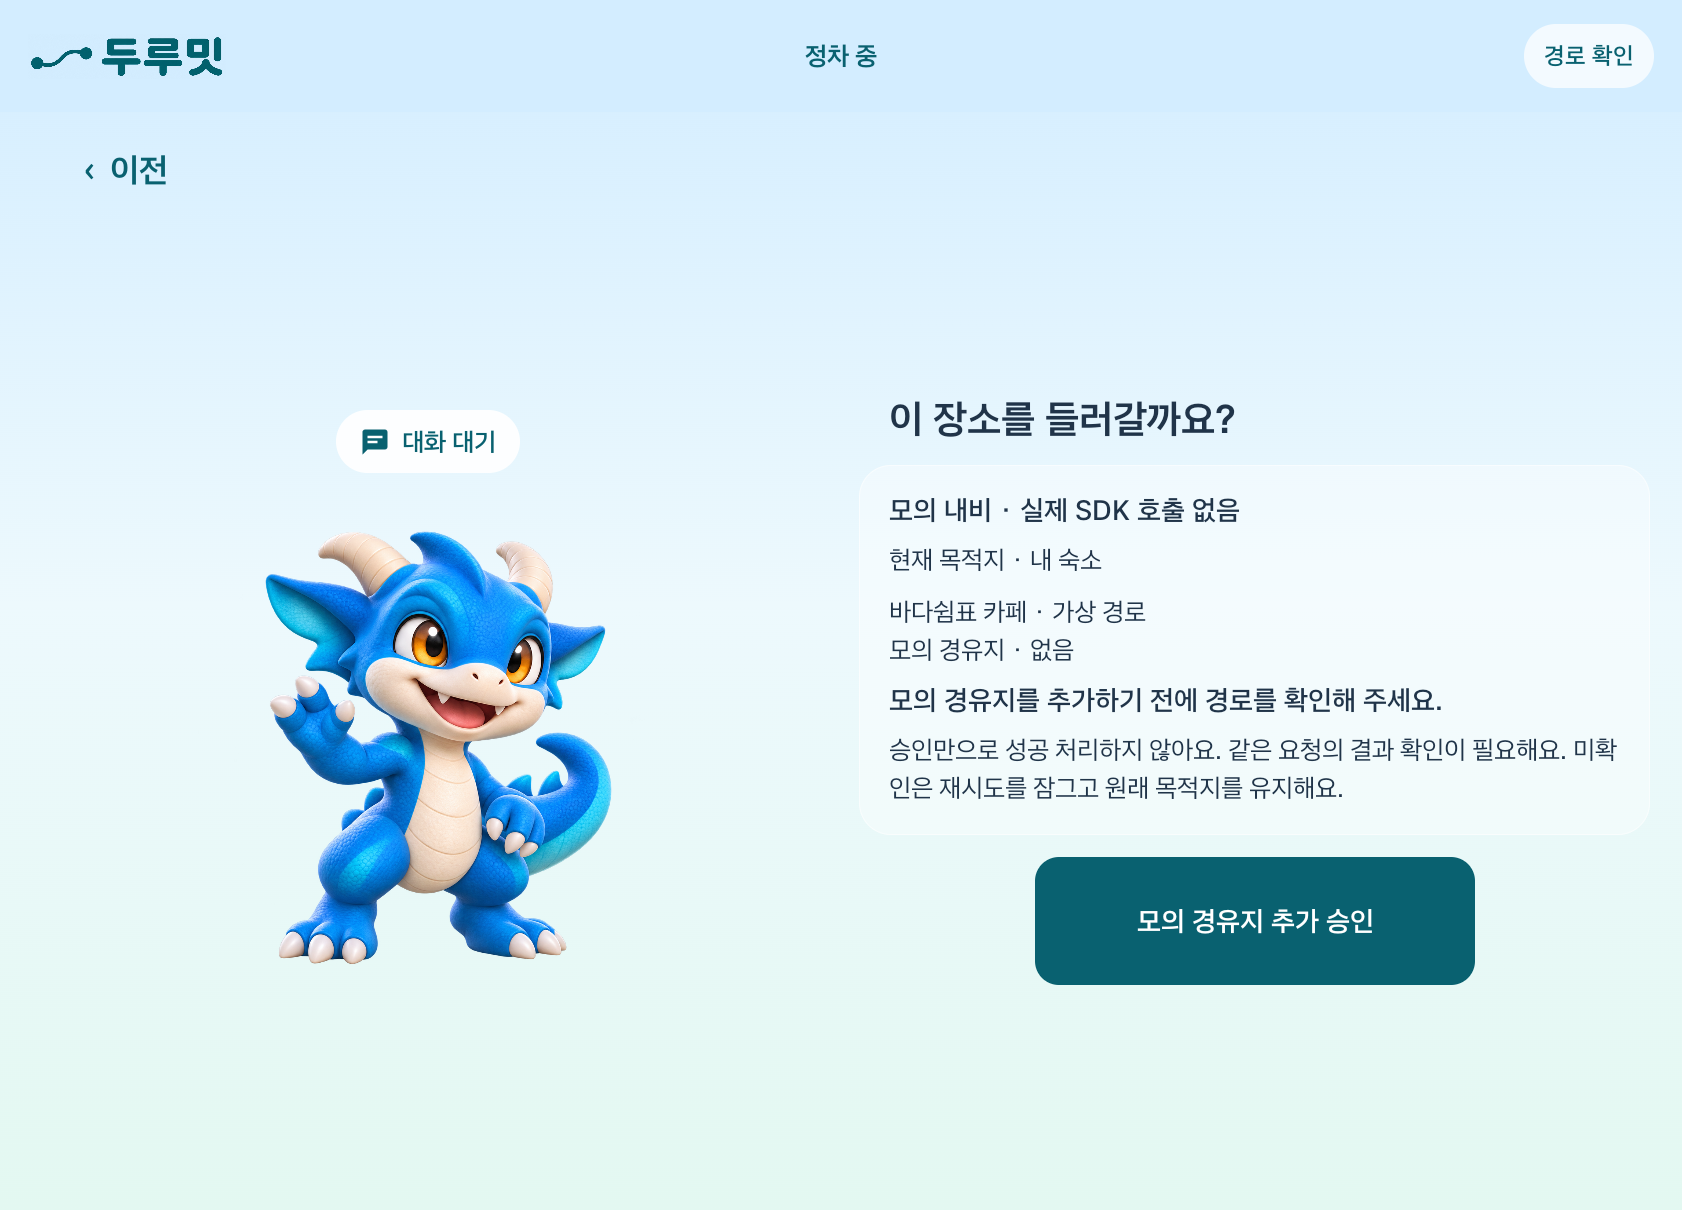 두루밋
정차 중
경로 확인
‹ 이전
대화 대기
이 장소를 들러갈까요?
모의 내비 · 실제 SDK 호출 없음
현재 목적지 · 내 숙소
바다쉼표 카페 · 가상 경로
모의 경유지 · 없음
모의 경유지를 추가하기 전에 경로를 확인해 주세요.
승인만으로 성공 처리하지 않아요. 같은 요청의 결과 확인이 필요해요. 미확
인은 재시도를 잠그고 원래 목적지를 유지해요.
모의 경유지 추가 승인